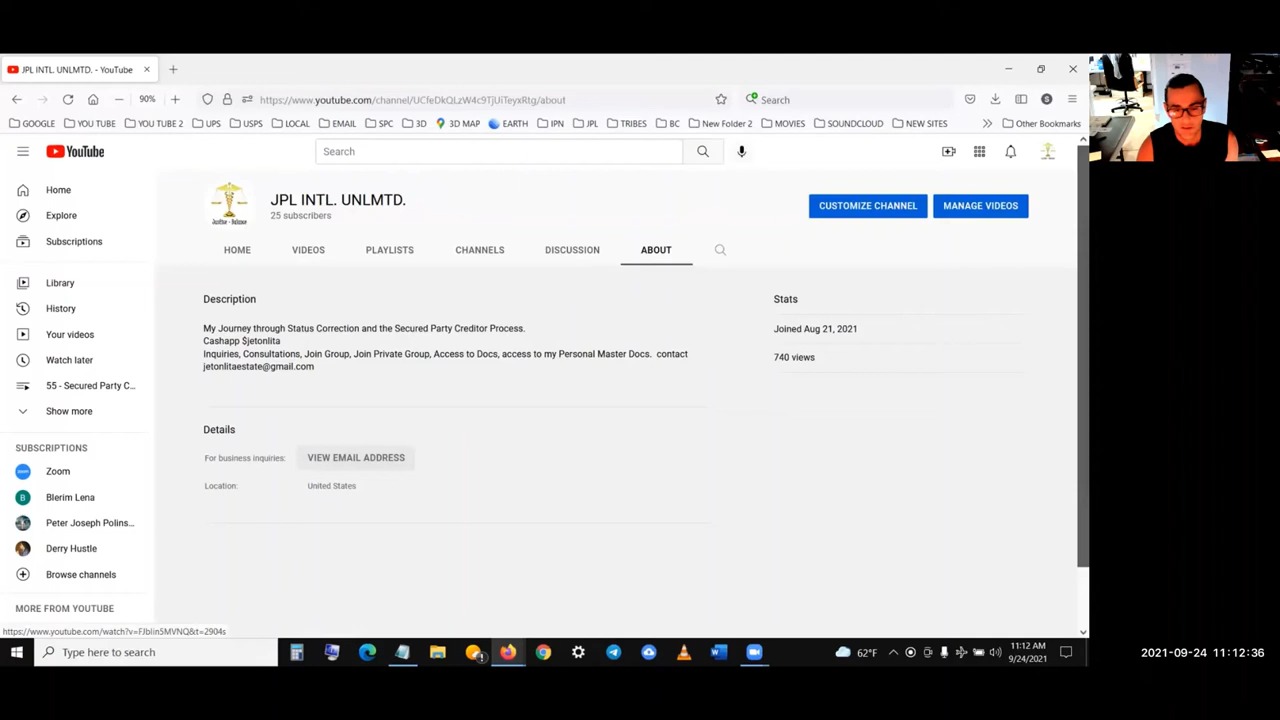 JPL INTL. UNLMTD. - YouTube
90%
https://www.youtube.com/channel/UCfeDkQLzW4c9TjUiTeyxRtg/about
Search
GOOGLE YOU TUBE YOU TUBE 2 UPS USPS LOCAL EMAIL SPC 3D 3D MAP EARTH IPN JPL TRIBES BC New Folder 2 MOVIES SOUNDCLOUD NEW SITES Other Bookmarks
YouTube
Search
Home
Explore
Subscriptions
Library
History
Your videos
Watch later
55 - Secured Party C...
Show more
SUBSCRIPTIONS
Zoom
Blerim Lena
Peter Joseph Polins...
Derry Hustle
Browse channels
MORE FROM YOUTUBE
Justice - Balance
JPL INTL. UNLMTD.
25 subscribers
CUSTOMIZE CHANNEL
MANAGE VIDEOS
HOME VIDEOS PLAYLISTS CHANNELS DISCUSSION ABOUT
Description
My Journey through Status Correction and the Secured Party Creditor Process.
Cashapp $jetonlita
Inquiries, Consultations, Join Group, Join Private Group, Access to Docs, access to my Personal Master Docs. contact
jetonlitaestate@gmail.com
Details
For business inquiries: VIEW EMAIL ADDRESS
Location: United States
Stats
Joined Aug 21, 2021
740 views
https://www.youtube.com/watch?v=FJblin5MVNQ&t=2904s
Type here to search
62°F
11:12 AM
9/24/2021
2021-09-24 11:12:36